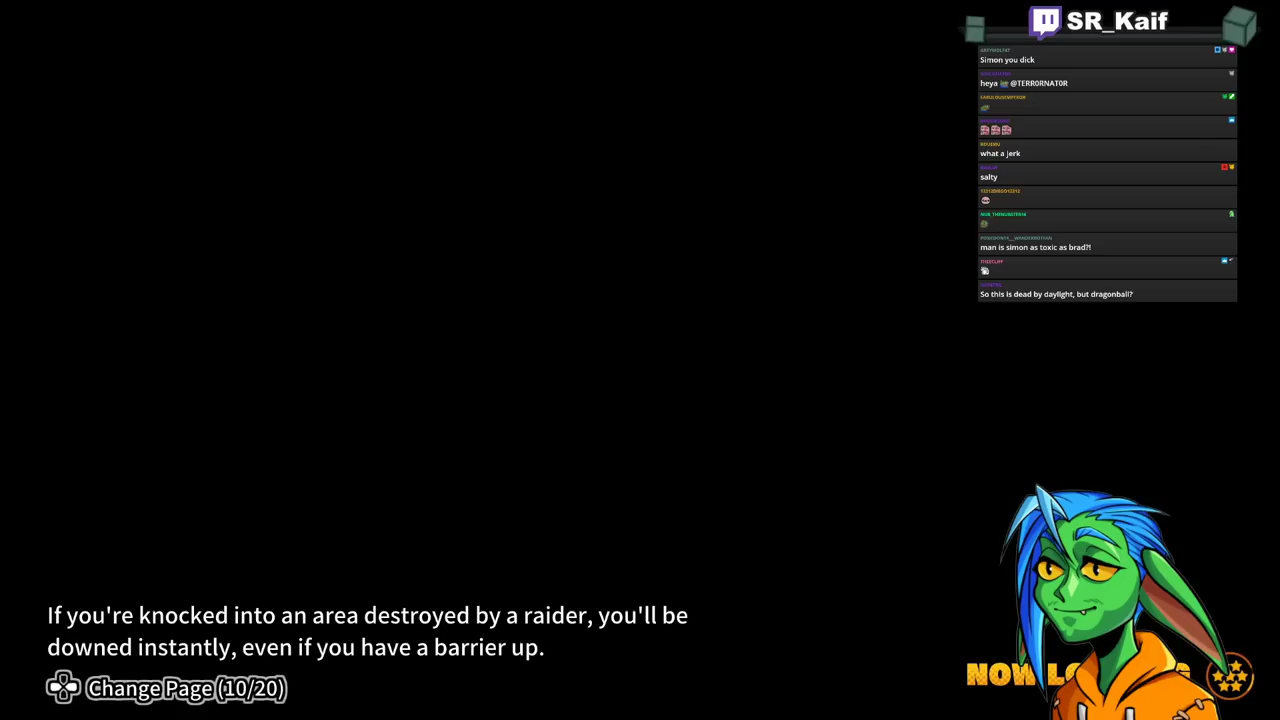 SR_Kaif
Simon you dick
heya @TERR0RNAT0R
what a jerk
salty
man is simon as toxic as brad?!
So this is dead by daylight, but dragonball?
If you're knocked into an area destroyed by a raider, you'll be
downed instantly, even if you have a barrier up.
Change Page (10/20)
NOW